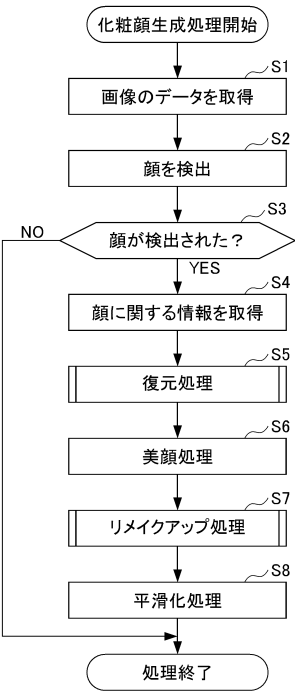 化粧顔生成処理開始
S1
画像のデータを取得
S2
顔を検出
S3
顔が検出された？
NO
YES
S4
顔に関する情報を取得
S5
復元処理
S6
美顔処理
S7
リメイクアップ処理
S8
平滑化処理
処理終了